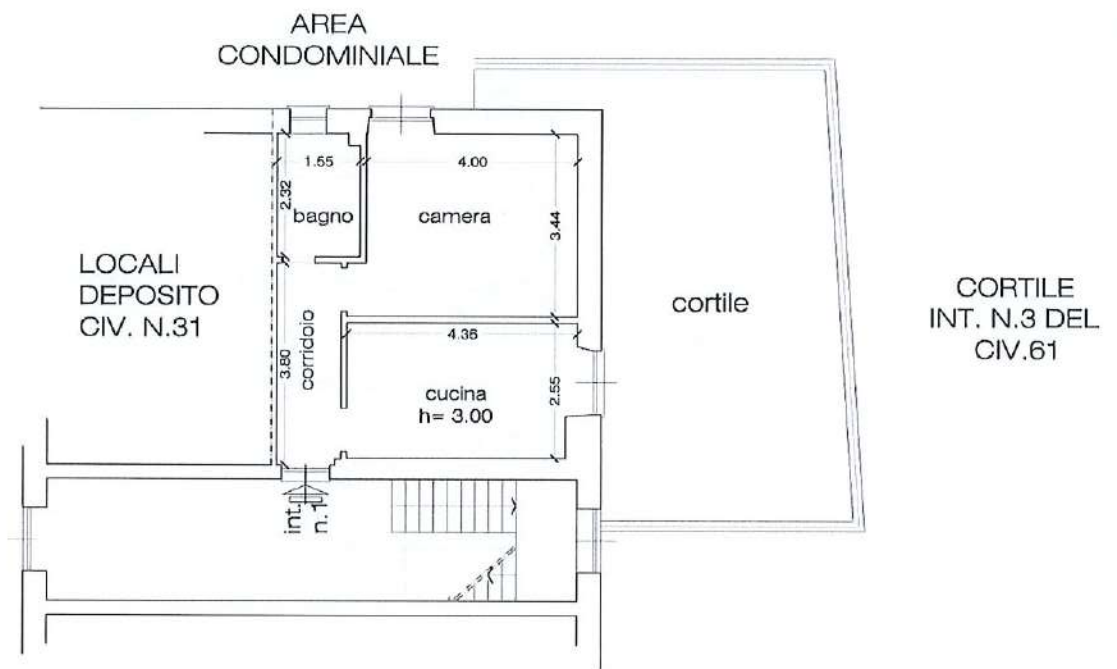 AREA
CONDOMINIALE
1.55
4.00
2.32
bagno
camera
3.44
LOCALI
DEPOSITO
CIV. N.31
cortile
CORTILE
INT. N.3 DEL
CIV.61
corridoio
3.80
4.36
cucina
h= 3.00
2.55
int.
n.1